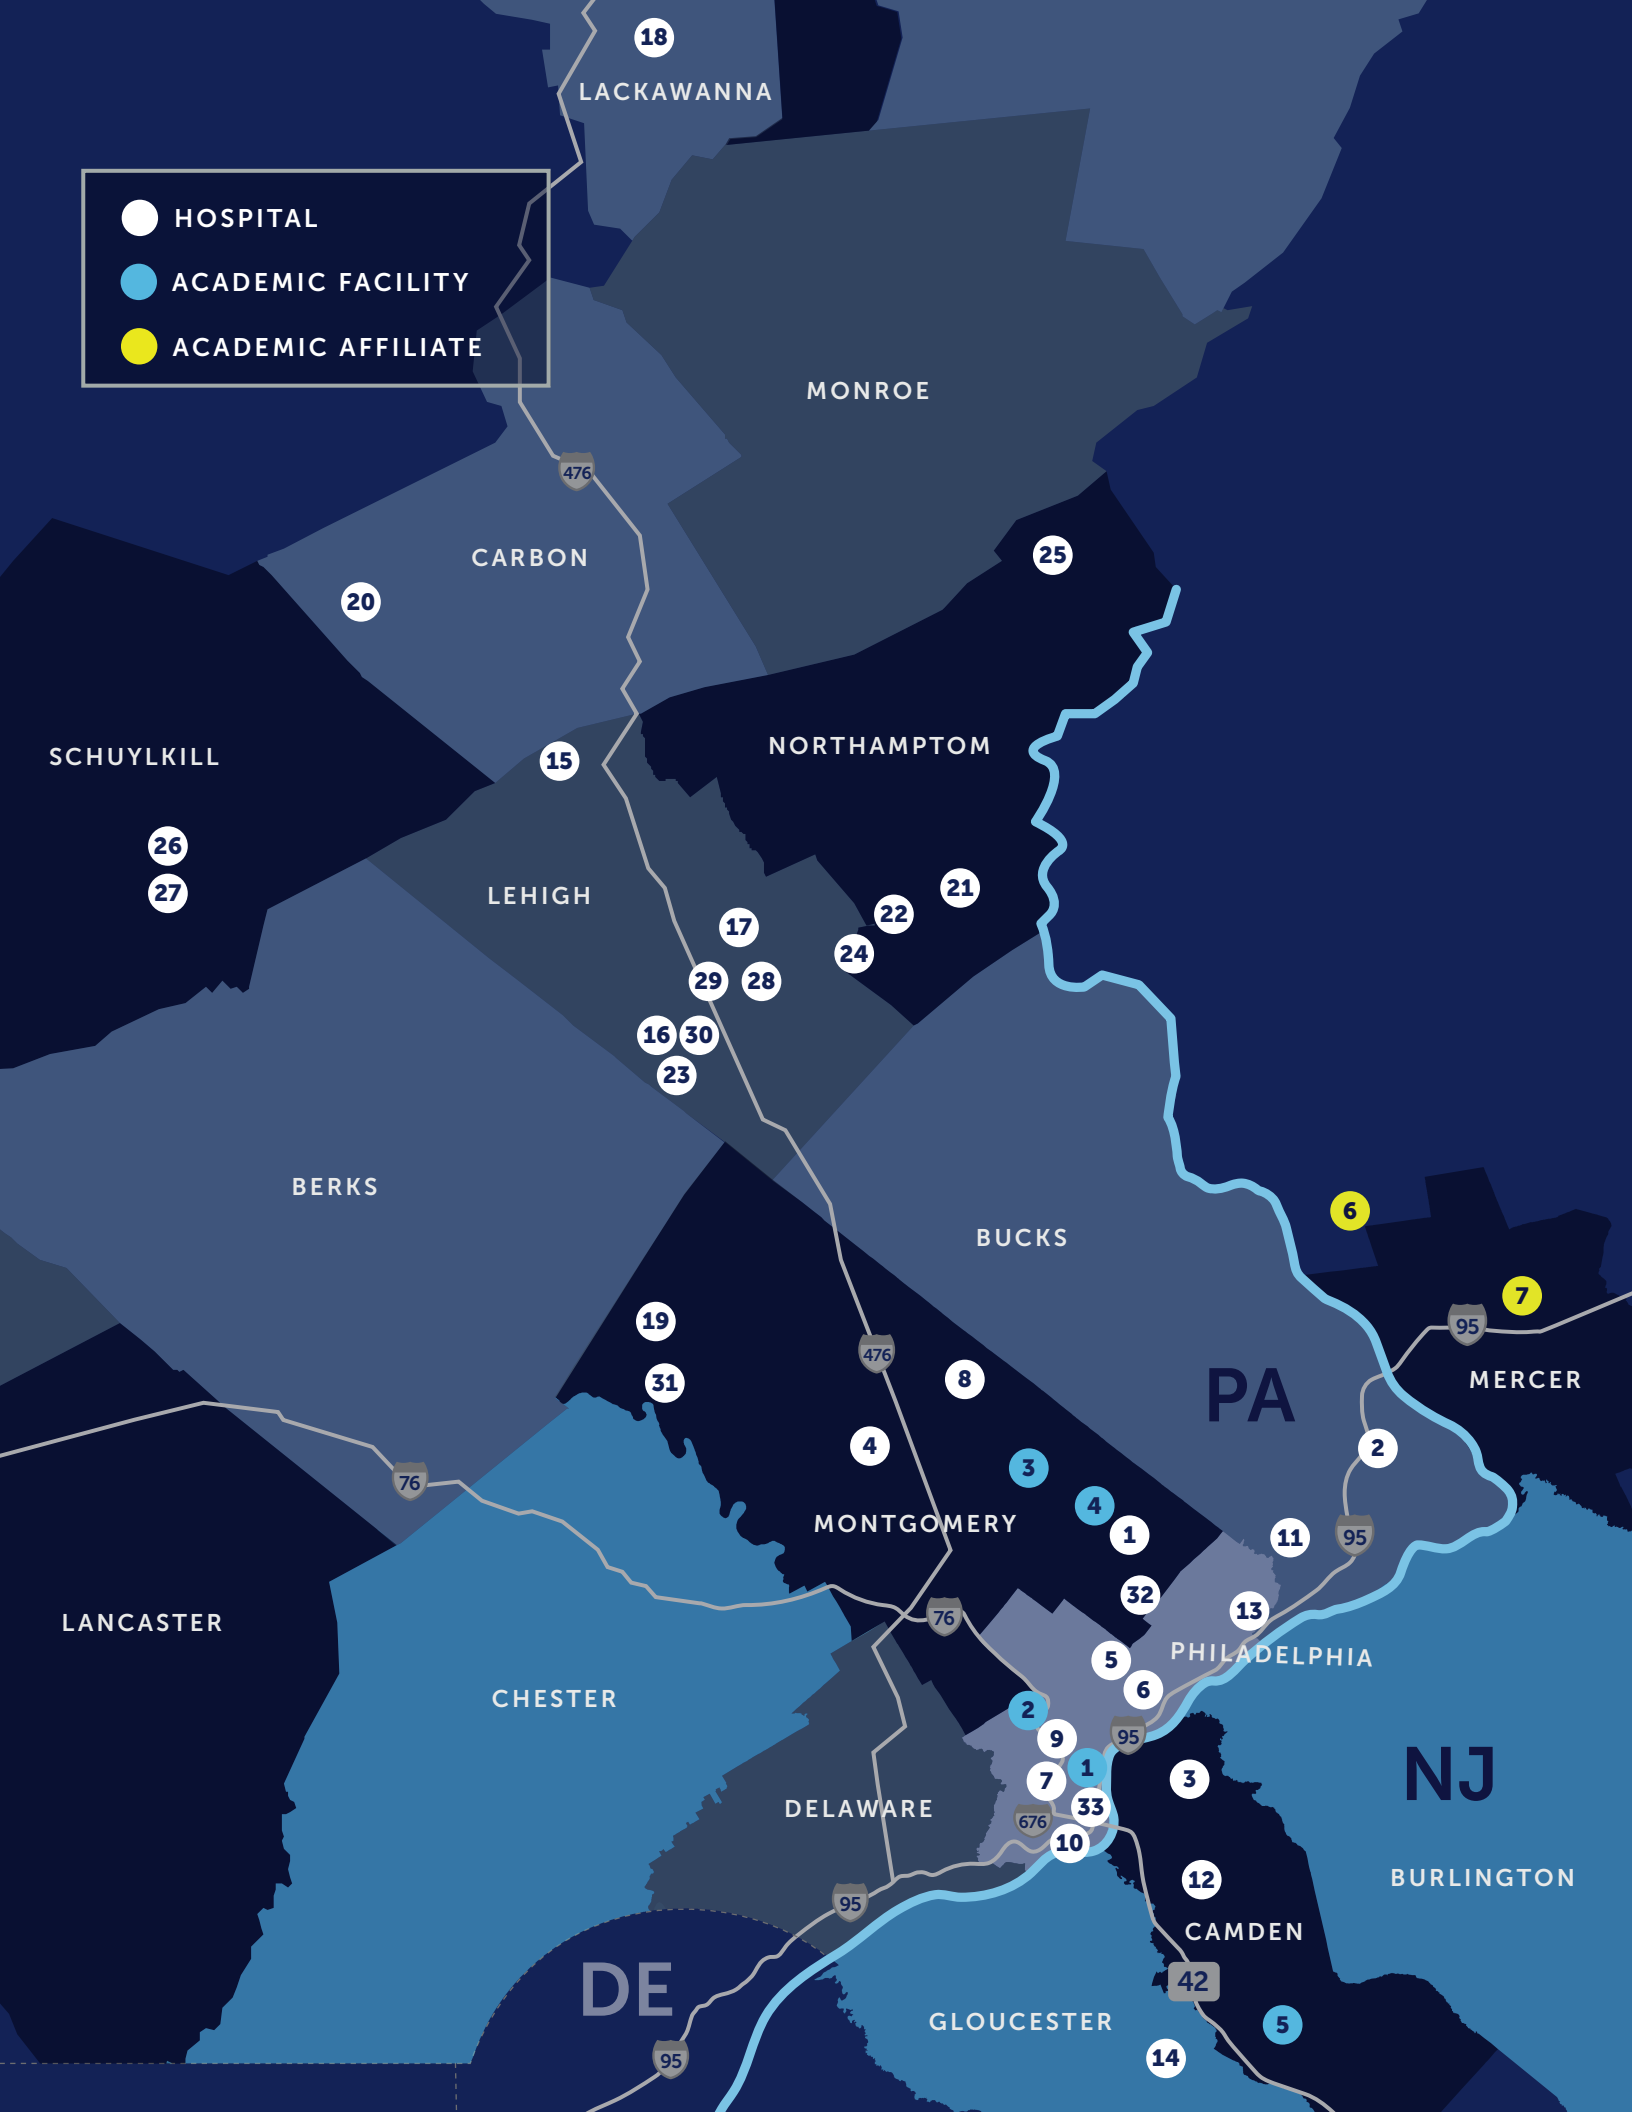 18
LACKAWANNA
HOSPITAL
ACADEMIC FACILITY
ACADEMIC AFFILIATE
MONROE
476
CARBON
25
20
NORTHAMPTOM
SCHUYLKILL
15
26
27
LEHIGH
21
22
17
24
29
28
16
30
23
BERKS
6
BUCKS
7
19
95
476
8
31
PA
MERCER
4
2
3
76
4
MONTGOMERY
1
11
95
32
13
LANCASTER
76
PHILADELPHIA
5
6
CHESTER
2
9
95
1
7
3
NJ
DELAWARE
33
676
10
12
BURLINGTON
95
CAMDEN
42
DE
GLOUCESTER
5
95
14